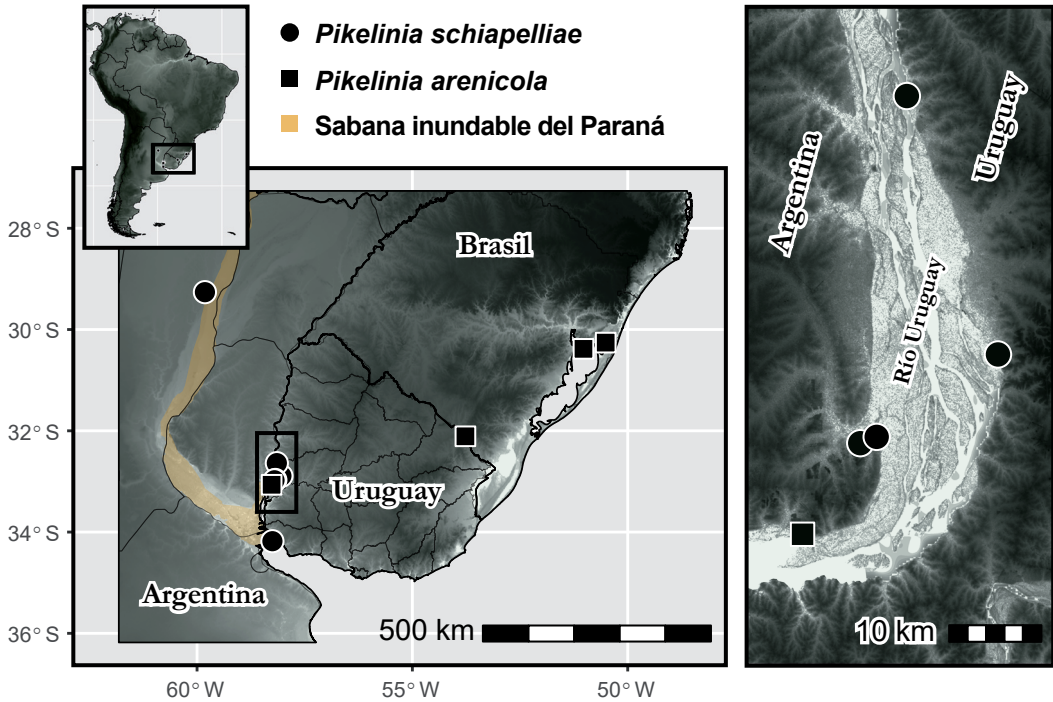 Pikelinia schiapelliae
Pikelinia arenicola
Sabana inundable del Paraná
28° S
30° S
32° S
34° S
36° S
Brasil
Uruguay
Argentina
500 km
60° W
55° W
50° W
Argentina
Uruguay
Río Uruguay
10 km